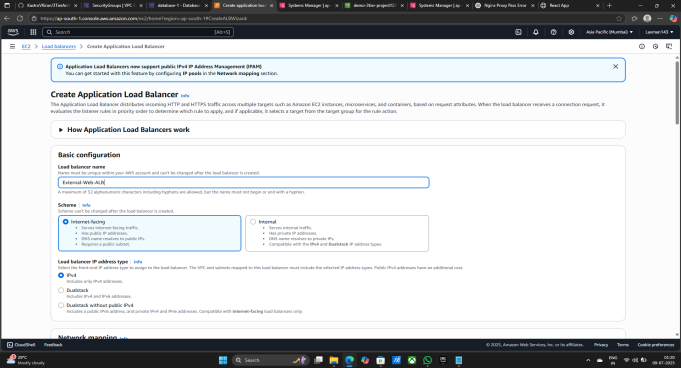 KastroVKiran/3Tierinfr
SecurityGroups | VPC
database-1 - Databas
Create application loa
Systems Manager | ap
demo-3tier-project03
Systems Manager | ap
Nginx Proxy Pass Erro
React App
https://ap-south-1.console.aws.amazon.com/ec2/home?region=ap-south-1#CreateALBWizard:
aws
Search
[Alt+S]
Asia Pacific (Mumbai)
EC2 > Load balancers > Create Application Load Balancer
Application Load Balancers now support public IPv4 IP Address Management (IPAM)
You can get started with this feature by configuring IP pools in the Network mapping section.
Create Application Load Balancer Info
The Application Load Balancer distributes incoming HTTP and HTTPS traffic across multiple targets such as Amazon EC2 instances, microservices, and containers, based on request attributes. When the load balancer receives a connection request, it
evaluates the listener rules in priority order to determine which rule to apply, and if applicable, it selects a target from the target group for the rule action.
How Application Load Balancers work
Basic configuration
Load balancer name
Name must be unique within your AWS account and can't be changed after the load balancer is created.
External-Web-ALB
A maximum of 32 alphanumeric characters including hyphens are allowed, but the name must not begin or end with a hyphen.
Scheme Info
Scheme can't be changed after the load balancer is created.
Internet-facing
• Serves internet-facing traffic.
• Has public IP addresses.
• DNS name resolves to public IPs.
• Requires a public subnet.
Internal
• Serves internal traffic.
• Has private IP addresses.
• DNS name resolves to private IPs.
• Compatible with the IPv4 and Dualstack IP address types.
Load balancer IP address type Info
Select the front-end IP address type to assign to the load balancer. The VPC and subnets mapped to this load balancer must include the selected IP address types. Public IPv4 addresses have an additional cost.
IPv4
Includes only IPv4 addresses.
Dualstack
Includes IPv4 and IPv6 addresses.
Dualstack without public IPv4
Includes a public IPv6 address, and private IPv4 and IPv6 addresses. Compatible with internet-facing load balancers only.
Network mapping Info
CloudShell
Feedback
© 2025, Amazon Web Services, Inc. or its affiliates.
Privacy
Terms
Cookie preferences
29°C
Mostly cloudy
Search
ENG
IN
01:20
09-07-2025